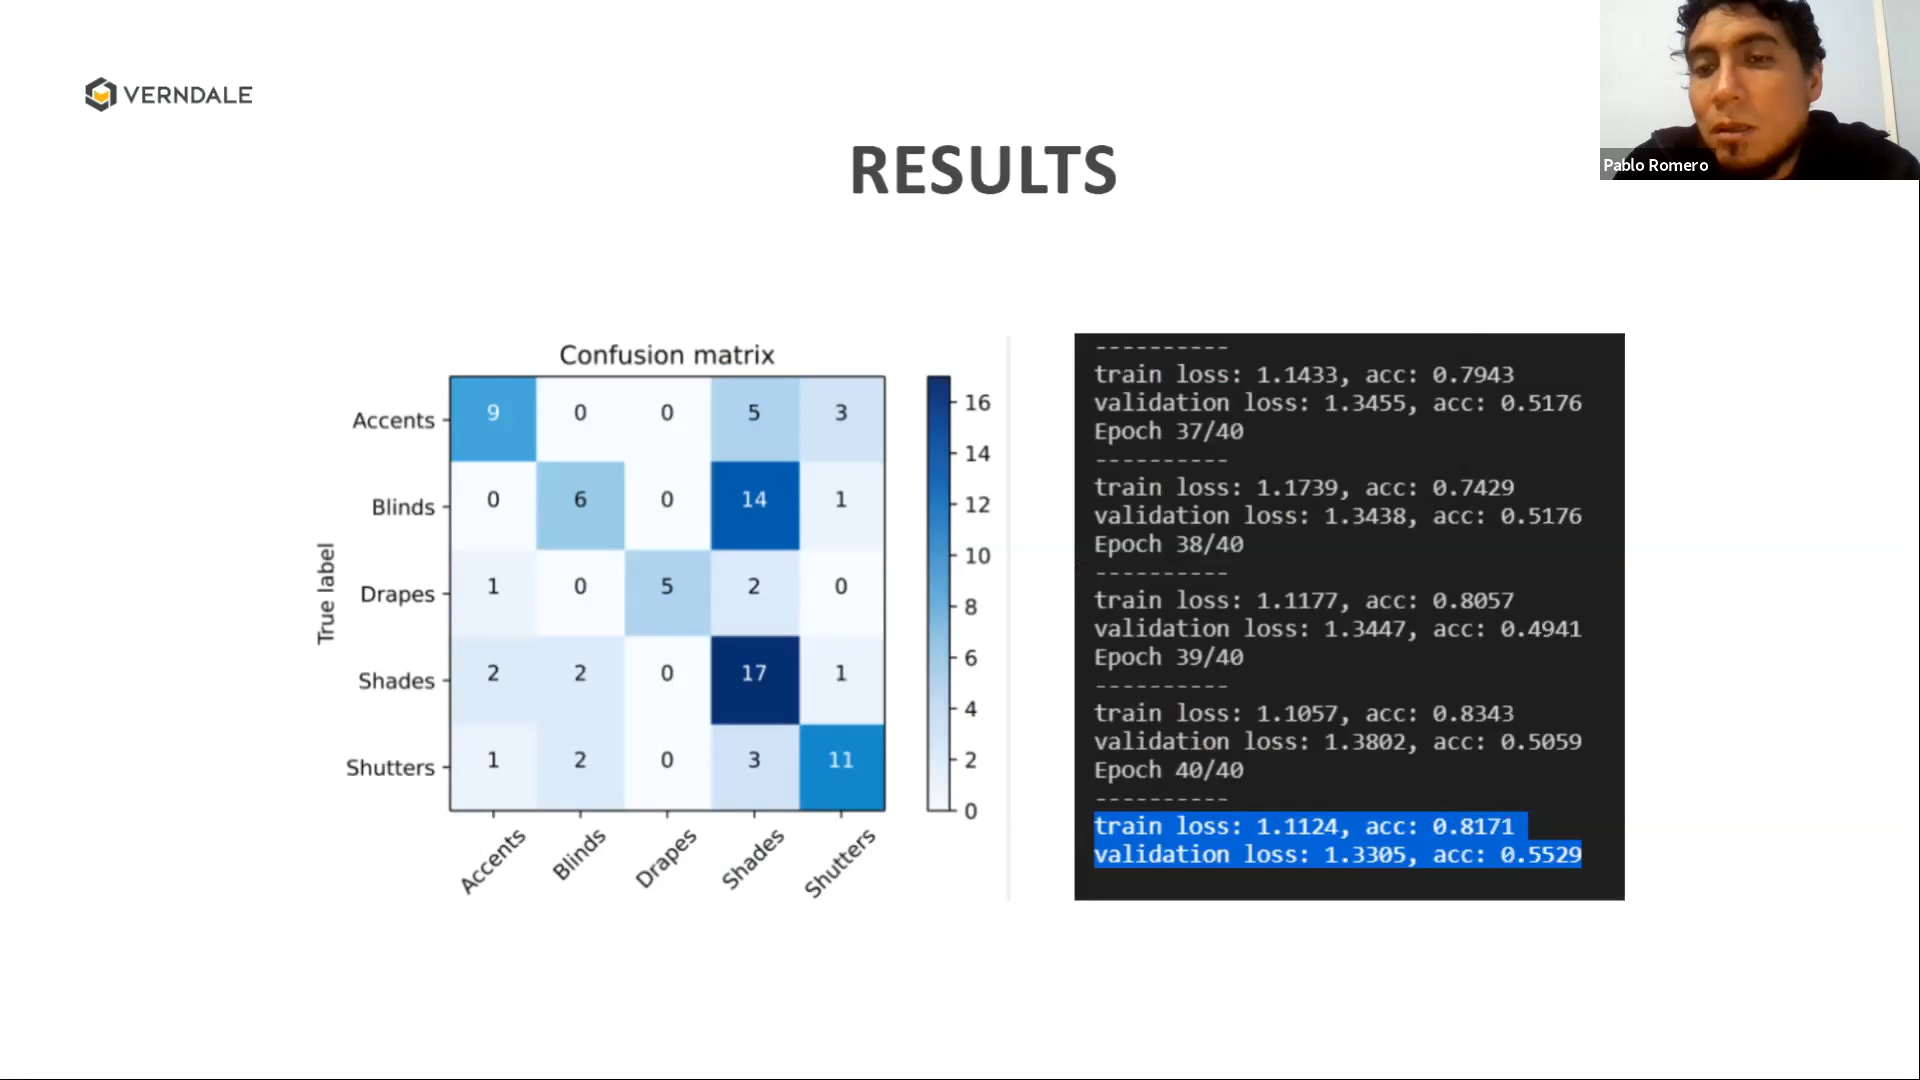 VERNDALE
Pablo Romero
RESULTS
Confusion matrix
True label
Accents 9 0 0 5 3
Blinds 0 6 0 14 1
Drapes 1 0 5 2 0
Shades 2 2 0 17 1
Shutters 1 2 0 3 11
Accents Blinds Drapes Shades Shutters
16
14
12
10
8
6
4
2
0
----------
train loss: 1.1433, acc: 0.7943
validation loss: 1.3455, acc: 0.5176
Epoch 37/40
----------
train loss: 1.1739, acc: 0.7429
validation loss: 1.3438, acc: 0.5176
Epoch 38/40
----------
train loss: 1.1177, acc: 0.8057
validation loss: 1.3447, acc: 0.4941
Epoch 39/40
----------
train loss: 1.1057, acc: 0.8343
validation loss: 1.3802, acc: 0.5059
Epoch 40/40
----------
train loss: 1.1124, acc: 0.8171
validation loss: 1.3305, acc: 0.5529